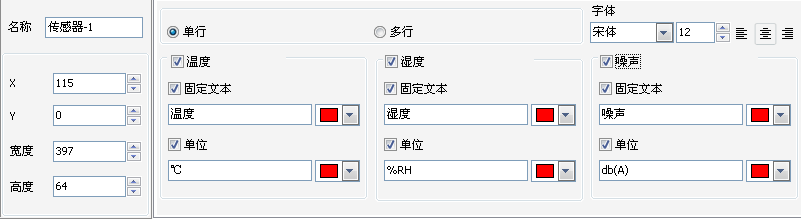 名称 传感器-1
X 115
Y 0
宽度 397
高度 64
单行 多行
字体
宋体 12
温度
固定文本
温度
单位
℃
湿度
固定文本
湿度
单位
%RH
噪声
固定文本
噪声
单位
db(A)